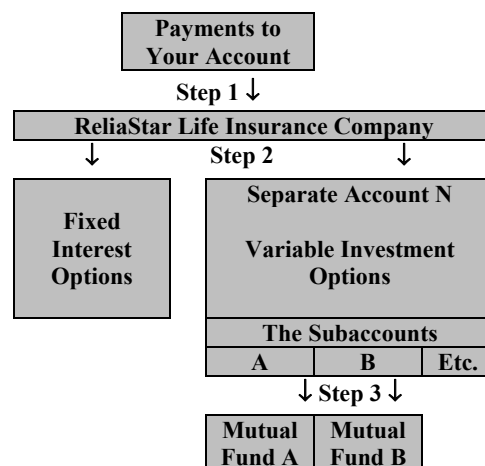 Payments to
Your Account
Step 1 ↓
ReliaStar Life Insurance Company
↓ Step 2 ↓
Fixed
Interest
Options
Separate Account N
Variable Investment
Options
The Subaccounts
A B Etc.
↓ Step 3 ↓
Mutual Mutual
Fund A Fund B